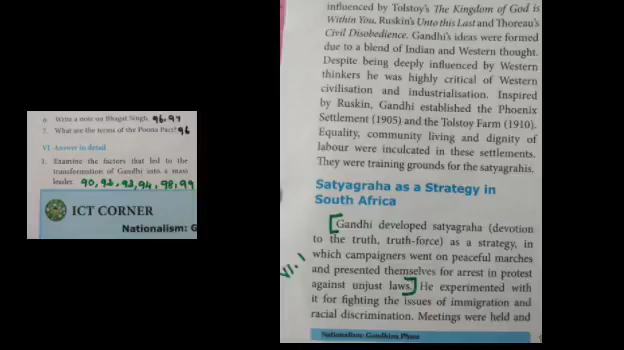 6. Write a note on Bhagat Singh. 96, 97
7. What are the terms of the Poona Pact? 96
VI Answer in detail
1. Examine the factors that led to the
transformation of Gandhi into a mass
leader. 90, 92, 93, 94, 98, 99
ICT CORNER
Nationalism: G
influenced by Tolstoy's The Kingdom of God is
Within You, Ruskin's Unto this Last and Thoreau's
Civil Disobedience. Gandhi's ideas were formed
due to a blend of Indian and Western thought.
Despite being deeply influenced by Western
thinkers he was highly critical of Western
civilisation and industrialisation. Inspired
by Ruskin, Gandhi established the Phoenix
Settlement (1905) and the Tolstoy Farm (1910).
Equality, community living and dignity of
labour were inculcated in these settlements.
They were training grounds for the satyagrahis.
Satyagraha as a Strategy in
South Africa
[Gandhi developed satyagraha (devotion
to the truth, truth-force) as a strategy, in
which campaigners went on peaceful marches
and presented themselves for arrest in protest
VI. 1
against unjust laws.] He experimented with
it for fighting the issues of immigration and
racial discrimination. Meetings were held and
Nationalism: Gandhian Phase